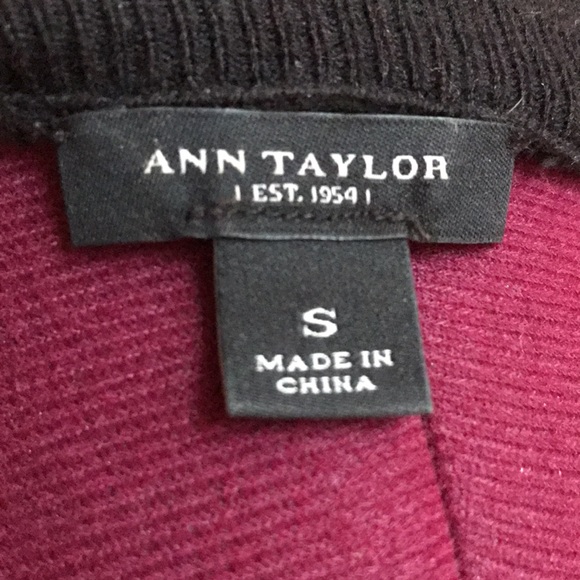 ANN TAYLOR
| EST. 1954 |
S
MADE IN
CHINA